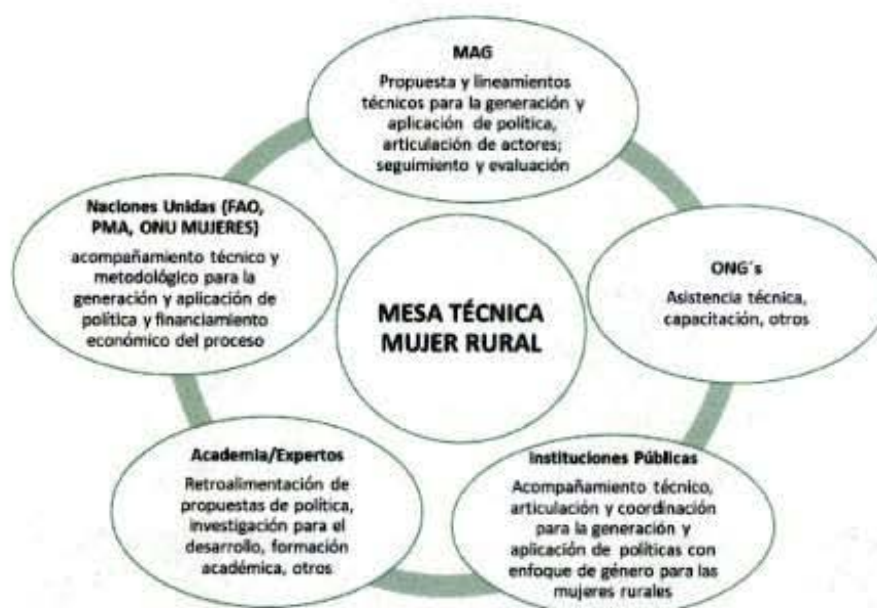 MAG
Propuesta y lineamientos
técnicos para la generación y
aplicación de política,
articulación de actores;
seguimiento y evaluación
Naciones Unidas (FAO,
PMA, ONU MUJERES)
acompañamiento técnico y
metodológico para la
generación y aplicación de
política y financiamiento
económico del proceso
ONG´s
Asistencia técnica,
capacitación, otros
MESA TÉCNICA
MUJER RURAL
Academia/Expertos
Retroalimentación de
propuestas de política,
investigación para el
desarrollo, formación
académica, otros
Instituciones Públicas
Acompañamiento técnico,
articulación y coordinación
para la generación y
aplicación de políticas con
enfoque de género para las
mujeres rurales